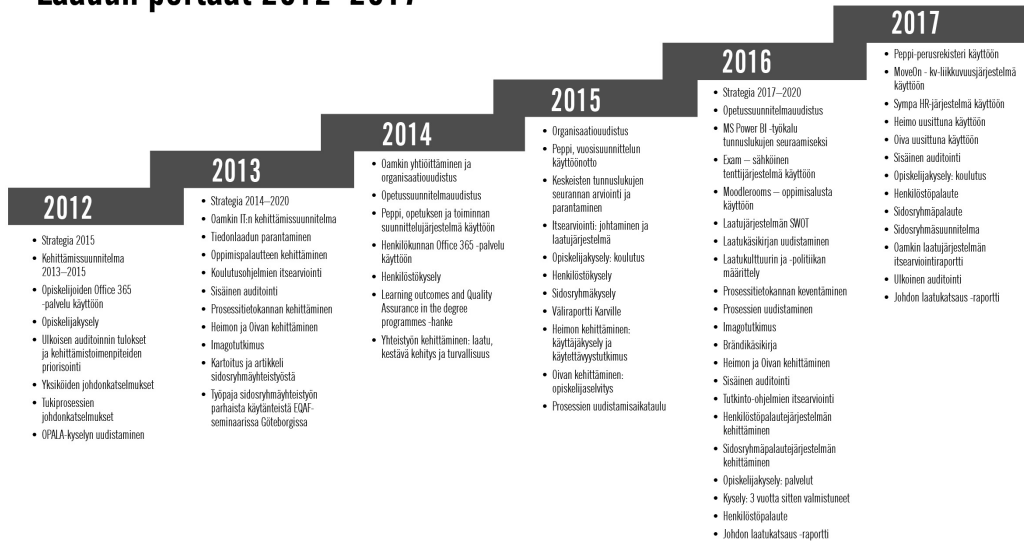 Laadun portaat 2012–2017
2012
• Strategia 2015
• Kehittämissuunnitelma
2013–2015
• Opiskelijoiden Office 365
-palvelu käyttöön
• Opiskelijakysely
• Ulkoisen auditoinnin tulokset
ja kehittämistoimenpiteiden
priorisointi
• Yksiköiden johdonkatselmukset
• Tukiprosessien
johdonkatselmukset
• OPALA-kyselyn uudistaminen
2013
• Strategia 2014–2020
• Oamkin IT:n kehittämissuunnitelma
• Tiedonlaadun parantaminen
• Oppimispalautteen kehittäminen
• Koulutusohjelmien itsearviointi
• Sisäinen auditointi
• Prosessitietokannan kehittäminen
• Heimon ja Oivan kehittäminen
• Imagotutkimus
• Kartoitus ja artikkeli
sidosryhmäyhteistyöstä
• Työpaja sidosryhmäyhteistyön
parhaista käytänteistä EQAF-
seminaarissa Göteborgissa
2014
• Oamkin yhtiöittäminen ja
organisaatiouudistus
• Opetussuunnitelmauudistus
• Peppi, opetuksen ja toiminnan
suunnittelujärjestelmä käyttöön
• Henkilökunnan Office 365 -palvelu
käyttöön
• Henkilöstökysely
• Learning outcomes and Quality
Assurance in the degree
programmes -hanke
• Yhteistyön kehittäminen: laatu,
kestävä kehitys ja turvallisuus
2015
• Organisaatiouudistus
• Peppi, vuosisuunnittelun
käyttöönotto
• Keskeisten tunnuslukujen
seurannan arviointi ja
parantaminen
• Itsearviointi: johtaminen ja
laatujärjestelmä
• Opiskelijakysely: koulutus
• Henkilöstökysely
• Sidosryhmäkysely
• Väliraportti Karville
• Heimon kehittäminen:
käyttäjäkysely ja
käytettävyystutkimus
• Oivan kehittäminen:
opiskelijaselvitys
• Prosessien uudistamisaikataulu
2016
• Strategia 2017–2020
• Opetussuunnitelmauudistus
• MS Power BI -työkalu
tunnuslukujen seuraamiseksi
• Exam – sähköinen
tenttijärjestelmä käyttöön
• Moodlerooms – oppimisalusta
käyttöön
• Laatujärjestelmän SWOT
• Laatukäsikirjan uudistaminen
• Laatukulttuurin ja -politiikan
määrittely
• Prosessitietokannan keventäminen
• Prosessien uudistaminen
• Imagotutkimus
• Brändikäsikirja
• Heimon ja Oivan kehittäminen
• Sisäinen auditointi
• Tutkinto-ohjelmien itsearviointi
• Henkilöstöpalautejärjestelmän
kehittäminen
• Sidosryhmäpalautejärjestelmän
kehittäminen
• Opiskelijakysely: palvelut
• Kysely: 3 vuotta sitten valmistuneet
• Henkilöstöpalaute
• Johdon laatukatsaus -raportti
2017
• Peppi-perusrekisteri käyttöön
• MoveOn - kv-liikkuvuusjärjestelmä
käyttöön
• Sympa HR-järjestelmä käyttöön
• Heimo uusittuna käyttöön
• Oiva uusittuna käyttöön
• Sisäinen auditointi
• Opiskelijakysely: koulutus
• Henkilöstöpalaute
• Sidosryhmäpalaute
• Sidosryhmäsuunnitelma
• Oamkin laatujärjestelmän
itsearviointiraportti
• Ulkoinen auditointi
• Johdon laatukatsaus -raportti